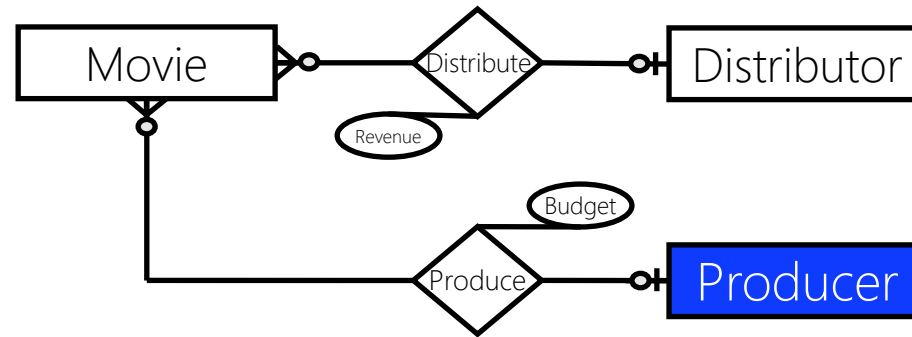 Movie
Distribute
Distributor
Revenue
Budget
Produce
Producer